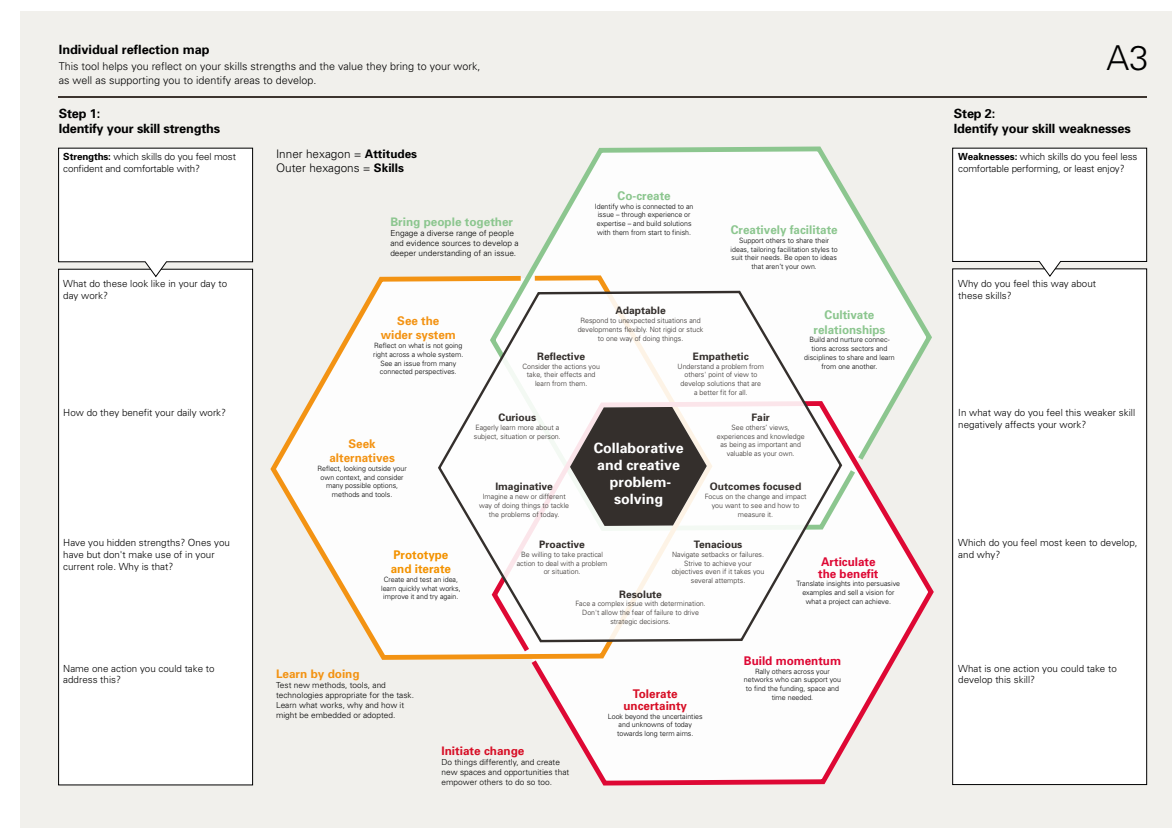 Individual reflection map
This tool helps you reflect on your skills strengths and the value they bring to your work,
as well as supporting you to identify areas to develop.
A3
Step 1:
Identify your skill strengths
Strengths: which skills do you feel most
confident and comfortable with?
What do these look like in your day to
day work?
How do they benefit your daily work?
Have you hidden strengths? Ones you
have but don't make use of in your
current role. Why is that?
Name one action you could take to
address this?
Inner hexagon = Attitudes
Outer hexagons = Skills
Bring people together
Engage a diverse range of people
and evidence sources to develop a
deeper understanding of an issue.
Co-create
Identify who is connected to an
issue – through experience or
expertise – and build solutions
with them from start to finish.
Creatively facilitate
Support others to share their
ideas, tailoring facilitation styles to
suit their needs. Be open to ideas
that aren't your own.
Cultivate
relationships
Build and nurture connec-
tions across sectors and
disciplines to share and learn
from one another.
See the
wider system
Reflect on what is not going
right across a whole system.
See an issue from many
connected perspectives.
Seek
alternatives
Reflect, looking outside your
own context, and consider
many possible options,
methods and tools.
Prototype
and iterate
Create and test an idea,
learn quickly what works,
improve it and try again.
Learn by doing
Test new methods, tools, and
technologies appropriate for the task.
Learn what works, why and how it
might be embedded or adopted.
Adaptable
Respond to unexpected situations and
developments flexibly. Not rigid or stuck
to one way of doing things.
Reflective
Consider the actions you
take, their effects and
learn from them.
Empathetic
Understand a problem from
others' point of view to
develop solutions that are
a better fit for all.
Curious
Eagerly learn more about a
subject, situation or person.
Fair
See others' views,
experiences and knowledge
as being as important and
valuable as your own.
Collaborative
and creative
problem-
solving
Imaginative
Imagine a new or different
way of doing things to tackle
the problems of today.
Outcomes focused
Focus on the change and impact
you want to see and how to
measure it.
Proactive
Be willing to take practical
action to deal with a problem
or situation.
Tenacious
Navigate setbacks or failures.
Strive to achieve your
objectives even if it takes you
several attempts.
Resolute
Face a complex issue with determination.
Don't allow the fear of failure to drive
strategic decisions.
Articulate
the benefit
Translate insights into persuasive
examples and sell a vision for
what a project can achieve.
Build momentum
Rally others across your
networks who can support you
to find the funding, space and
time needed.
Tolerate
uncertainty
Look beyond the uncertainties
and unknowns of today
towards long term aims.
Initiate change
Do things differently, and create
new spaces and opportunities that
empower others to do so too.
Step 2:
Identify your skill weaknesses
Weaknesses: which skills do you feel less
comfortable performing, or least enjoy?
Why do you feel this way about
these skills?
In what way do you feel this weaker skill
negatively affects your work?
Which do you feel most keen to develop,
and why?
What is one action you could take to
develop this skill?